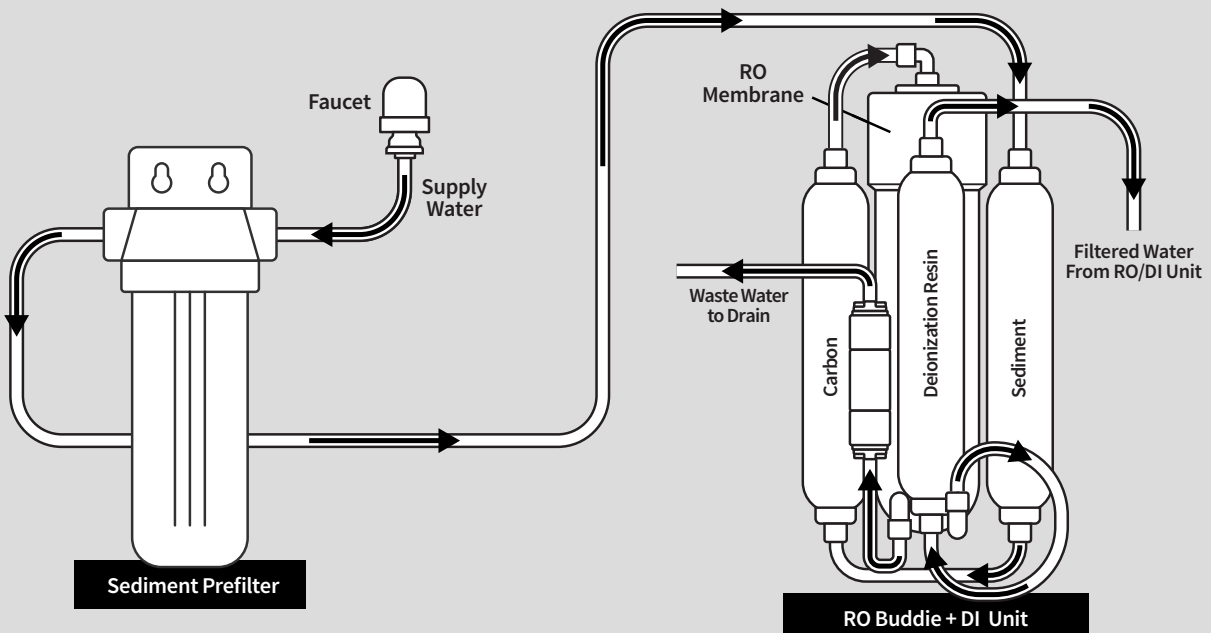 Faucet
Supply
Water
Sediment Prefilter
RO
Membrane
Filtered Water
From RO/DI Unit
Waste Water
to Drain
Carbon
Deionization Resin
Sediment
RO Buddie + DI Unit